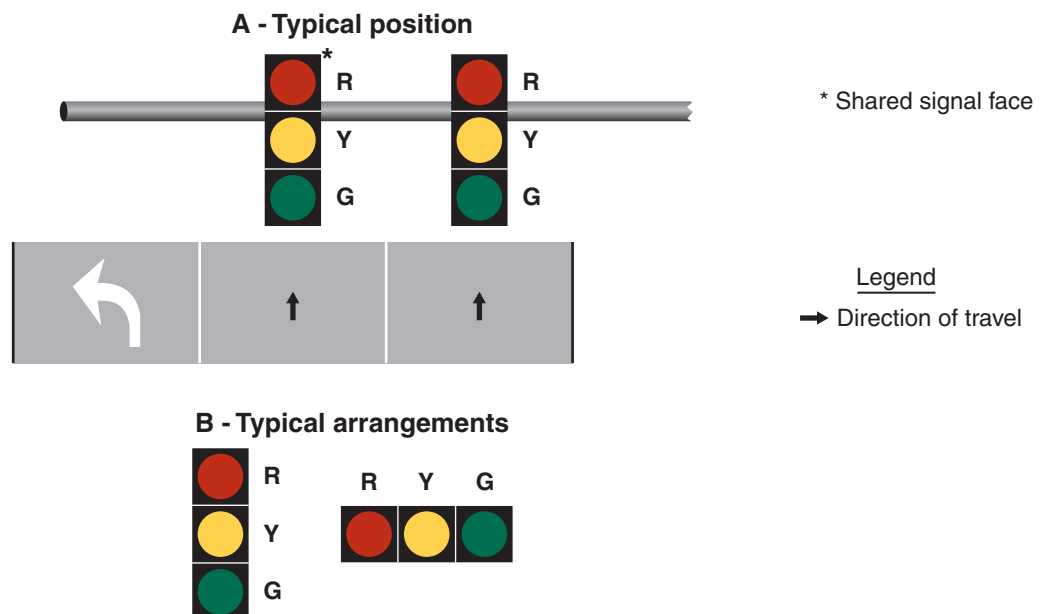 A - Typical position
*
R
R
Y
Y
G
G
* Shared signal face
Legend
Direction of travel
B - Typical arrangements
R
Y
G
R Y G